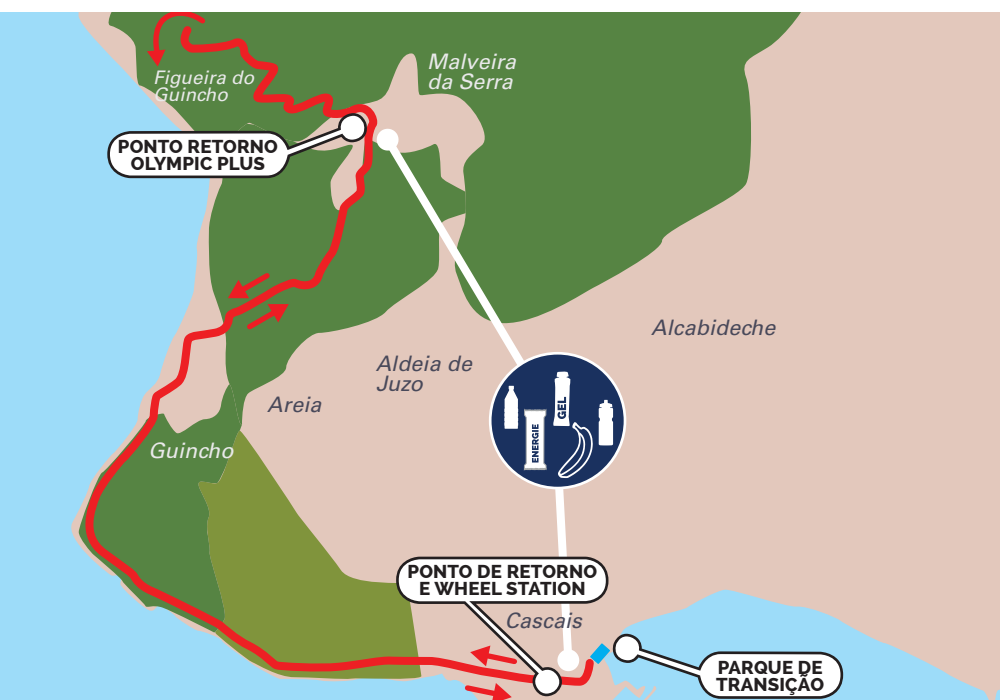 Malveira
da Serra
Figueira do
Guincho
PONTO RETORNO
OLYMPIC PLUS
Alcabideche
Aldeia de
Juzo
Areia
GEL
ENERGIE
Guincho
PONTO DE RETORNO
E WHEEL STATION
Cascais
PARQUE DE
TRANSIÇÃO